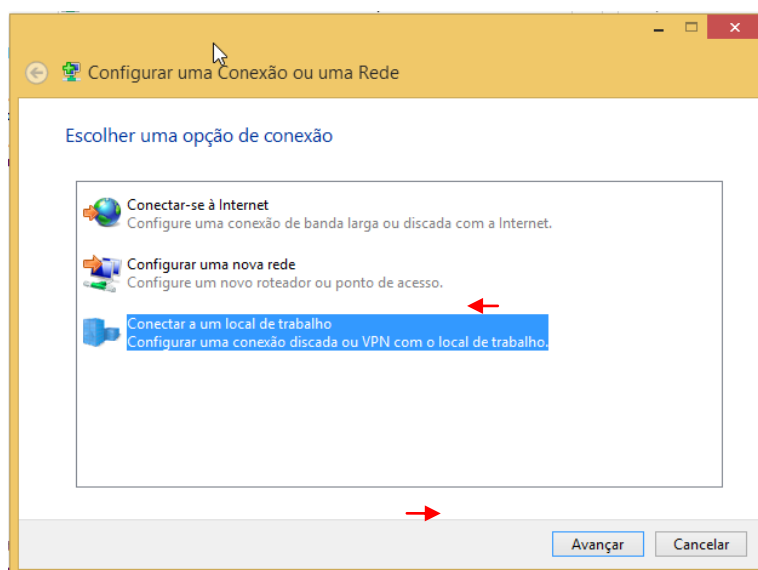 Configurar uma Conexão ou uma Rede
Escolher uma opção de conexão
Conectar-se à Internet
Configure uma conexão de banda larga ou discada com a Internet.
Configurar uma nova rede
Configure um novo roteador ou ponto de acesso.
Conectar a um local de trabalho
Configurar uma conexão discada ou VPN com o local de trabalho.
Avançar
Cancelar